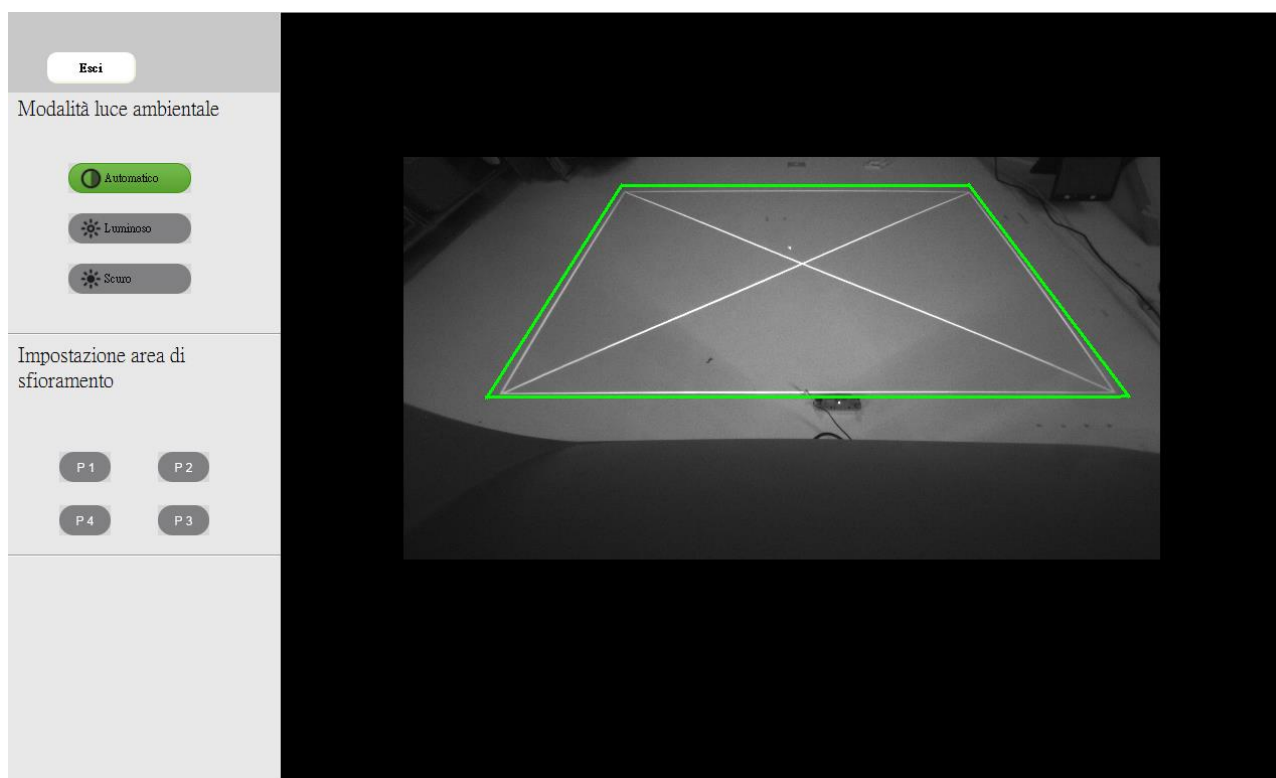 Esci
Modalità luce ambientale
Automatico
Luminoso
Scuro
Impostazione area di
sfioramento
P 1 P 2
P 4 P 3